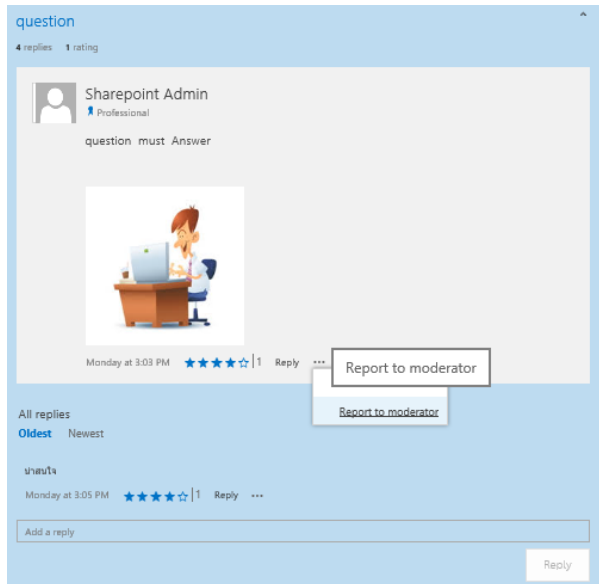 question
4 replies 1 rating
Sharepoint Admin
Professional
question must Answer
Monday at 3:03 PM 1 Reply ...
Report to moderator
Report to moderator
All replies
Oldest Newest
น่าสนใจ
Monday at 3:05 PM 1 Reply ...
Add a reply
Reply